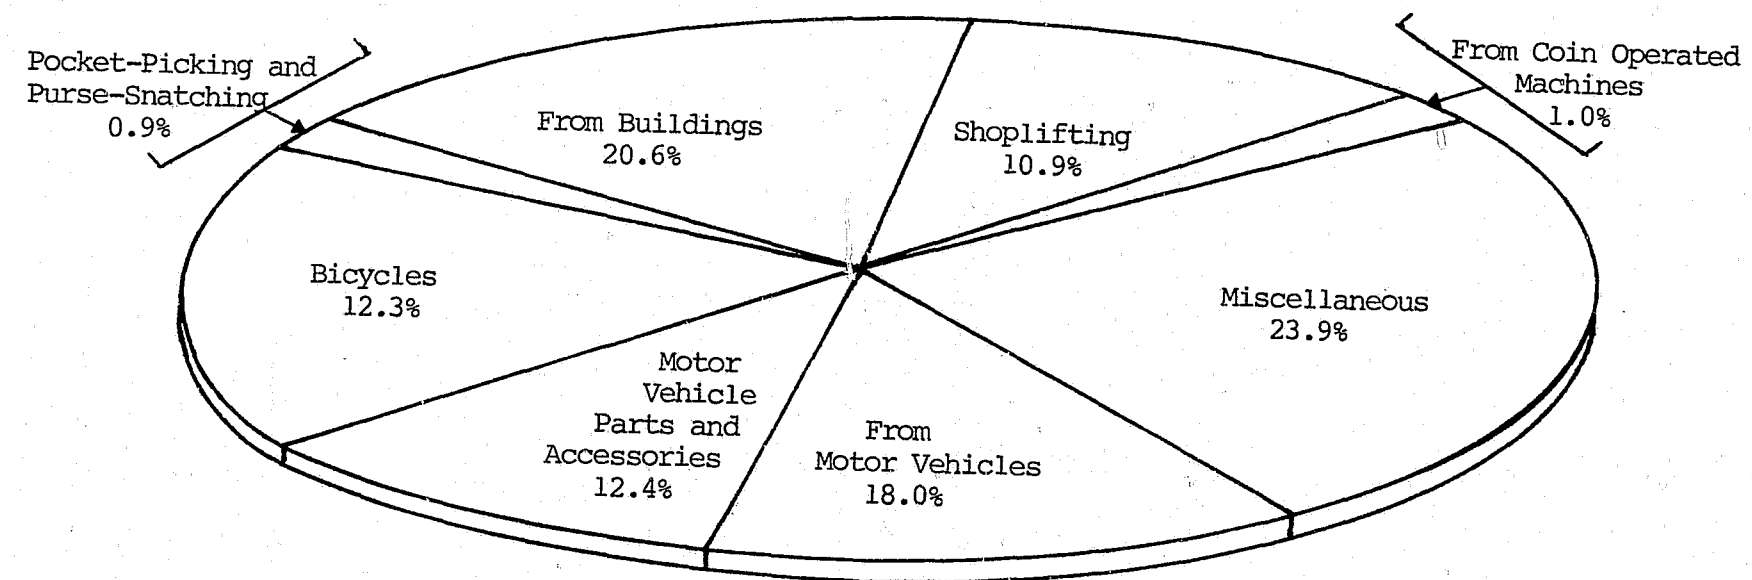 Pocket-Picking and
Purse-Snatching
0.9%
From Buildings
20.6%
Shoplifting
10.9%
From Coin Operated
Machines
1.0%
Bicycles
12.3%
Miscellaneous
23.9%
Motor
Vehicle
Parts and
Accessories
12.4%
From
Motor Vehicles
18.0%